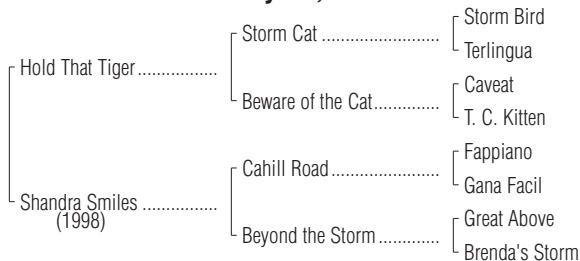 Storm Bird
Storm Cat ........................
Terlingua
Hold That Tiger................
Caveat
Beware of the Cat.............
T. C. Kitten
Fappiano
Cahill Road......................
Gana Facil
Shandra Smiles ...............
(1998)
Great Above
Beyond the Storm............
Brenda's Storm